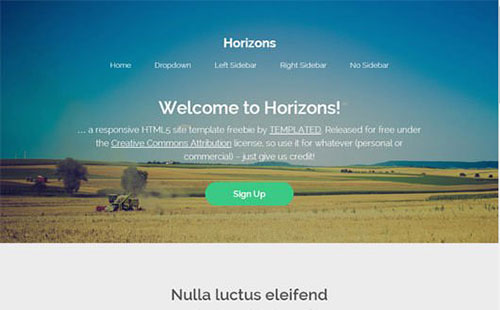 Horizons
Home Dropdown Left Sidebar Right Sidebar No Sidebar
Welcome to Horizons!
... a responsive HTML5 site template freebie by TEMPLATED. Released for free under
the Creative Commons Attribution license, so use it for whatever (personal or
commercial) – just give us credit!
Sign Up
Nulla luctus eleifend